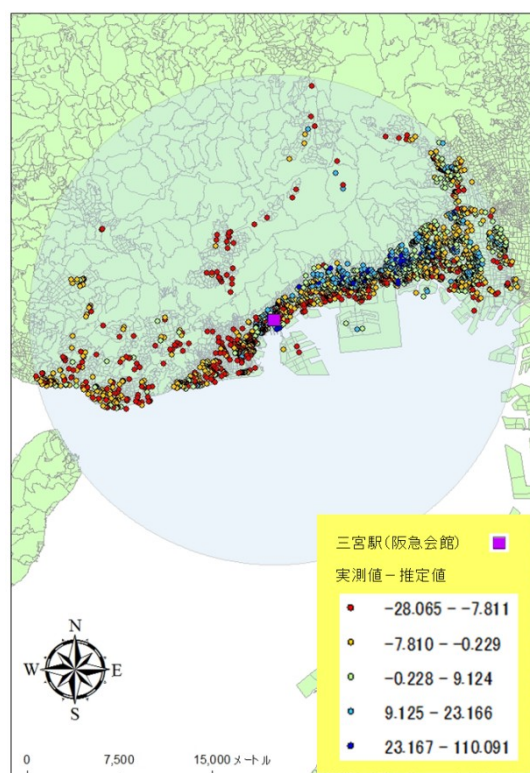 三宮駅(阪急会館)
実測値－推定値
-28.065 – -7.811
-7.810 – -0.229
-0.228 – 9.124
9.125 – 23.166
23.167 – 110.091
N
W E
S
0 7,500 15,000 メートル